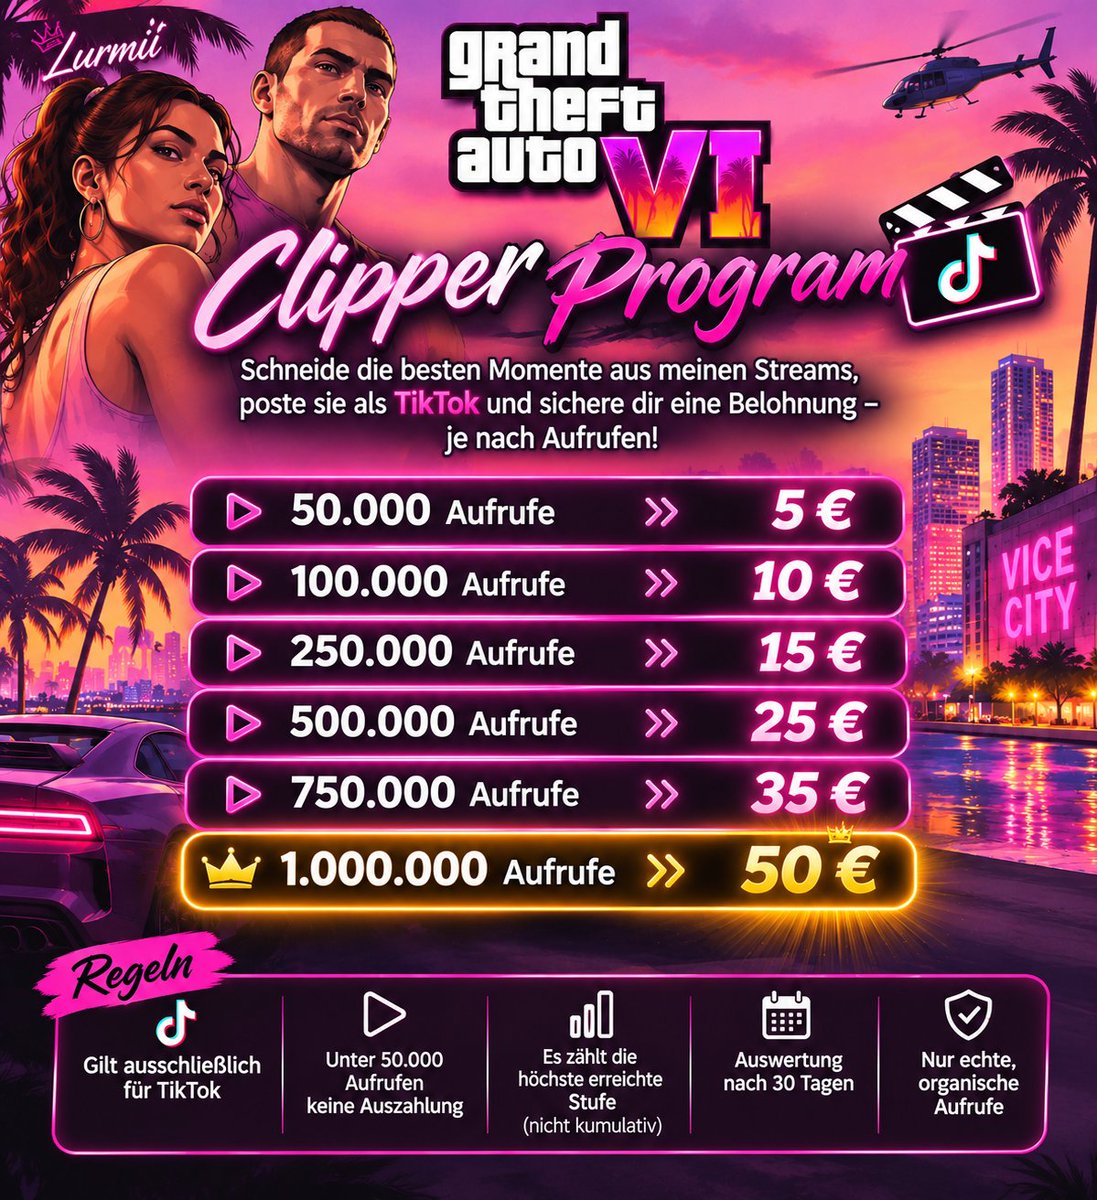 Lurmii
grand
theft
auto
VI
Clipper Program
Schneide die besten Momente aus meinen Streams,
poste sie als TikTok und sichere dir eine Belohnung –
je nach Aufrufen!
50.000 Aufrufe >> 5 €
100.000 Aufrufe >> 10 €
250.000 Aufrufe >> 15 €
500.000 Aufrufe >> 25 €
750.000 Aufrufe >> 35 €
1.000.000 Aufrufe >> 50 €
VICE
CITY
Regeln
Gilt ausschließlich
für TikTok
Unter 50.000
Aufrufen
keine Auszahlung
Es zählt die
höchste erreichte
Stufe
(nicht kumulativ)
Auswertung
nach 30 Tagen
Nur echte,
organische
Aufrufe